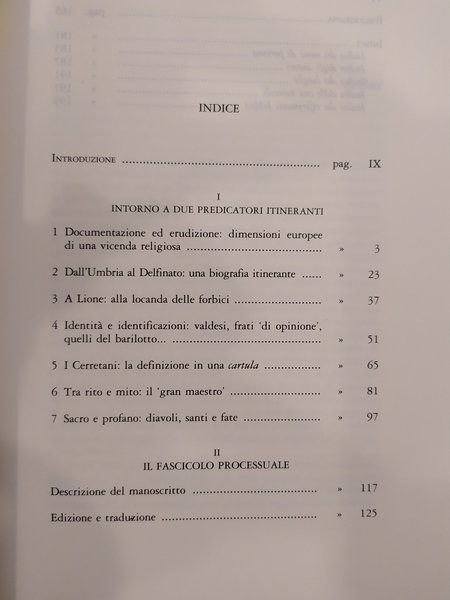 INDICE
INTRODUZIONE ........................................................ pag. IX
I
INTORNO A DUE PREDICATORI ITINERANTI
1 Documentazione ed erudizione: dimensioni europee
di una vicenda religiosa ...................................... » 3
2 Dall'Umbria al Delfinato: una biografia itinerante ...... » 23
3 A Lione: alla locanda delle forbici ........................ » 37
4 Identità e identificazioni: valdesi, frati 'di opinione',
quelli del barilotto... ........................................... » 51
5 I Cerretani: la definizione in una cartula ................. » 65
6 Tra rito e mito: il 'gran maestro' .......................... » 81
7 Sacro e profano: diavoli, santi e fate ...................... » 97
II
IL FASCICOLO PROCESSUALE
Descrizione del manoscritto ..................................... » 117
Edizione e traduzione ............................................. » 125